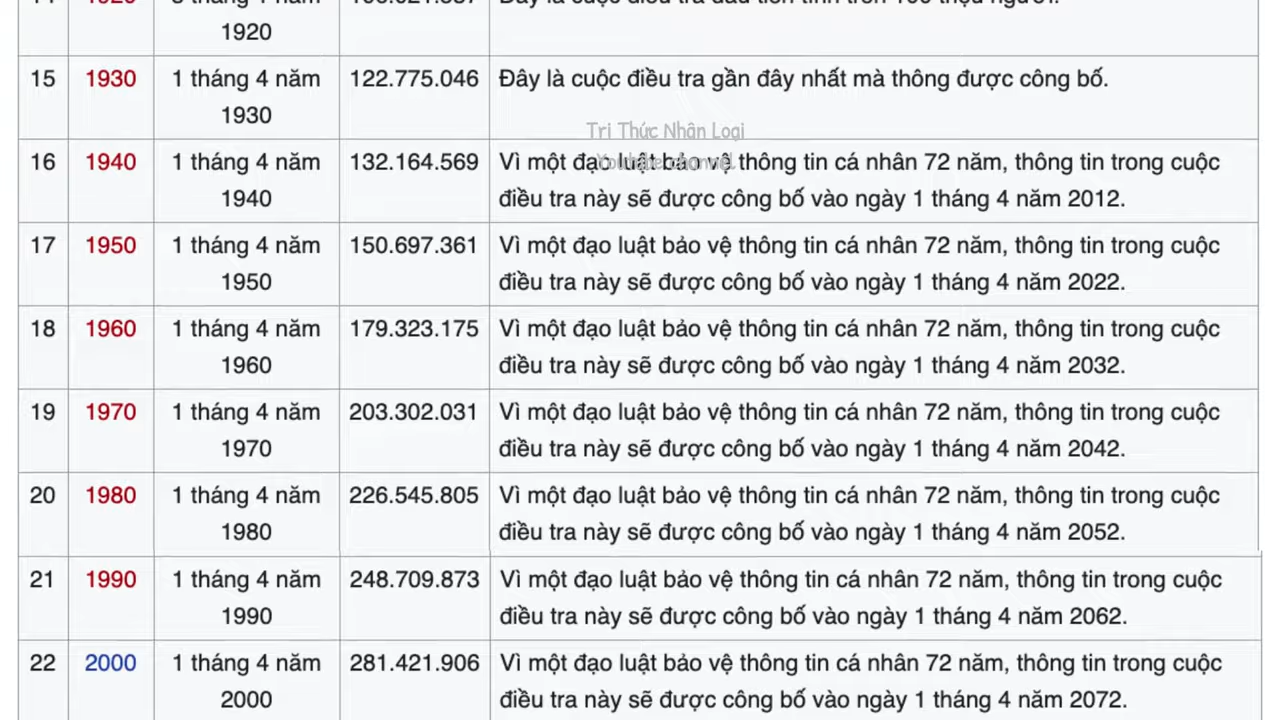 1920
15 1930 1 tháng 4 năm 122.775.046 Đây là cuộc điều tra gần đây nhất mà thông được công bố.
1930
Tri Thức Nhân Loại
Youtube channel
16 1940 1 tháng 4 năm 132.164.569 Vì một đạo luật bảo vệ thông tin cá nhân 72 năm, thông tin trong cuộc
1940 điều tra này sẽ được công bố vào ngày 1 tháng 4 năm 2012.
17 1950 1 tháng 4 năm 150.697.361 Vì một đạo luật bảo vệ thông tin cá nhân 72 năm, thông tin trong cuộc
1950 điều tra này sẽ được công bố vào ngày 1 tháng 4 năm 2022.
18 1960 1 tháng 4 năm 179.323.175 Vì một đạo luật bảo vệ thông tin cá nhân 72 năm, thông tin trong cuộc
1960 điều tra này sẽ được công bố vào ngày 1 tháng 4 năm 2032.
19 1970 1 tháng 4 năm 203.302.031 Vì một đạo luật bảo vệ thông tin cá nhân 72 năm, thông tin trong cuộc
1970 điều tra này sẽ được công bố vào ngày 1 tháng 4 năm 2042.
20 1980 1 tháng 4 năm 226.545.805 Vì một đạo luật bảo vệ thông tin cá nhân 72 năm, thông tin trong cuộc
1980 điều tra này sẽ được công bố vào ngày 1 tháng 4 năm 2052.
21 1990 1 tháng 4 năm 248.709.873 Vì một đạo luật bảo vệ thông tin cá nhân 72 năm, thông tin trong cuộc
1990 điều tra này sẽ được công bố vào ngày 1 tháng 4 năm 2062.
22 2000 1 tháng 4 năm 281.421.906 Vì một đạo luật bảo vệ thông tin cá nhân 72 năm, thông tin trong cuộc
2000 điều tra này sẽ được công bố vào ngày 1 tháng 4 năm 2072.